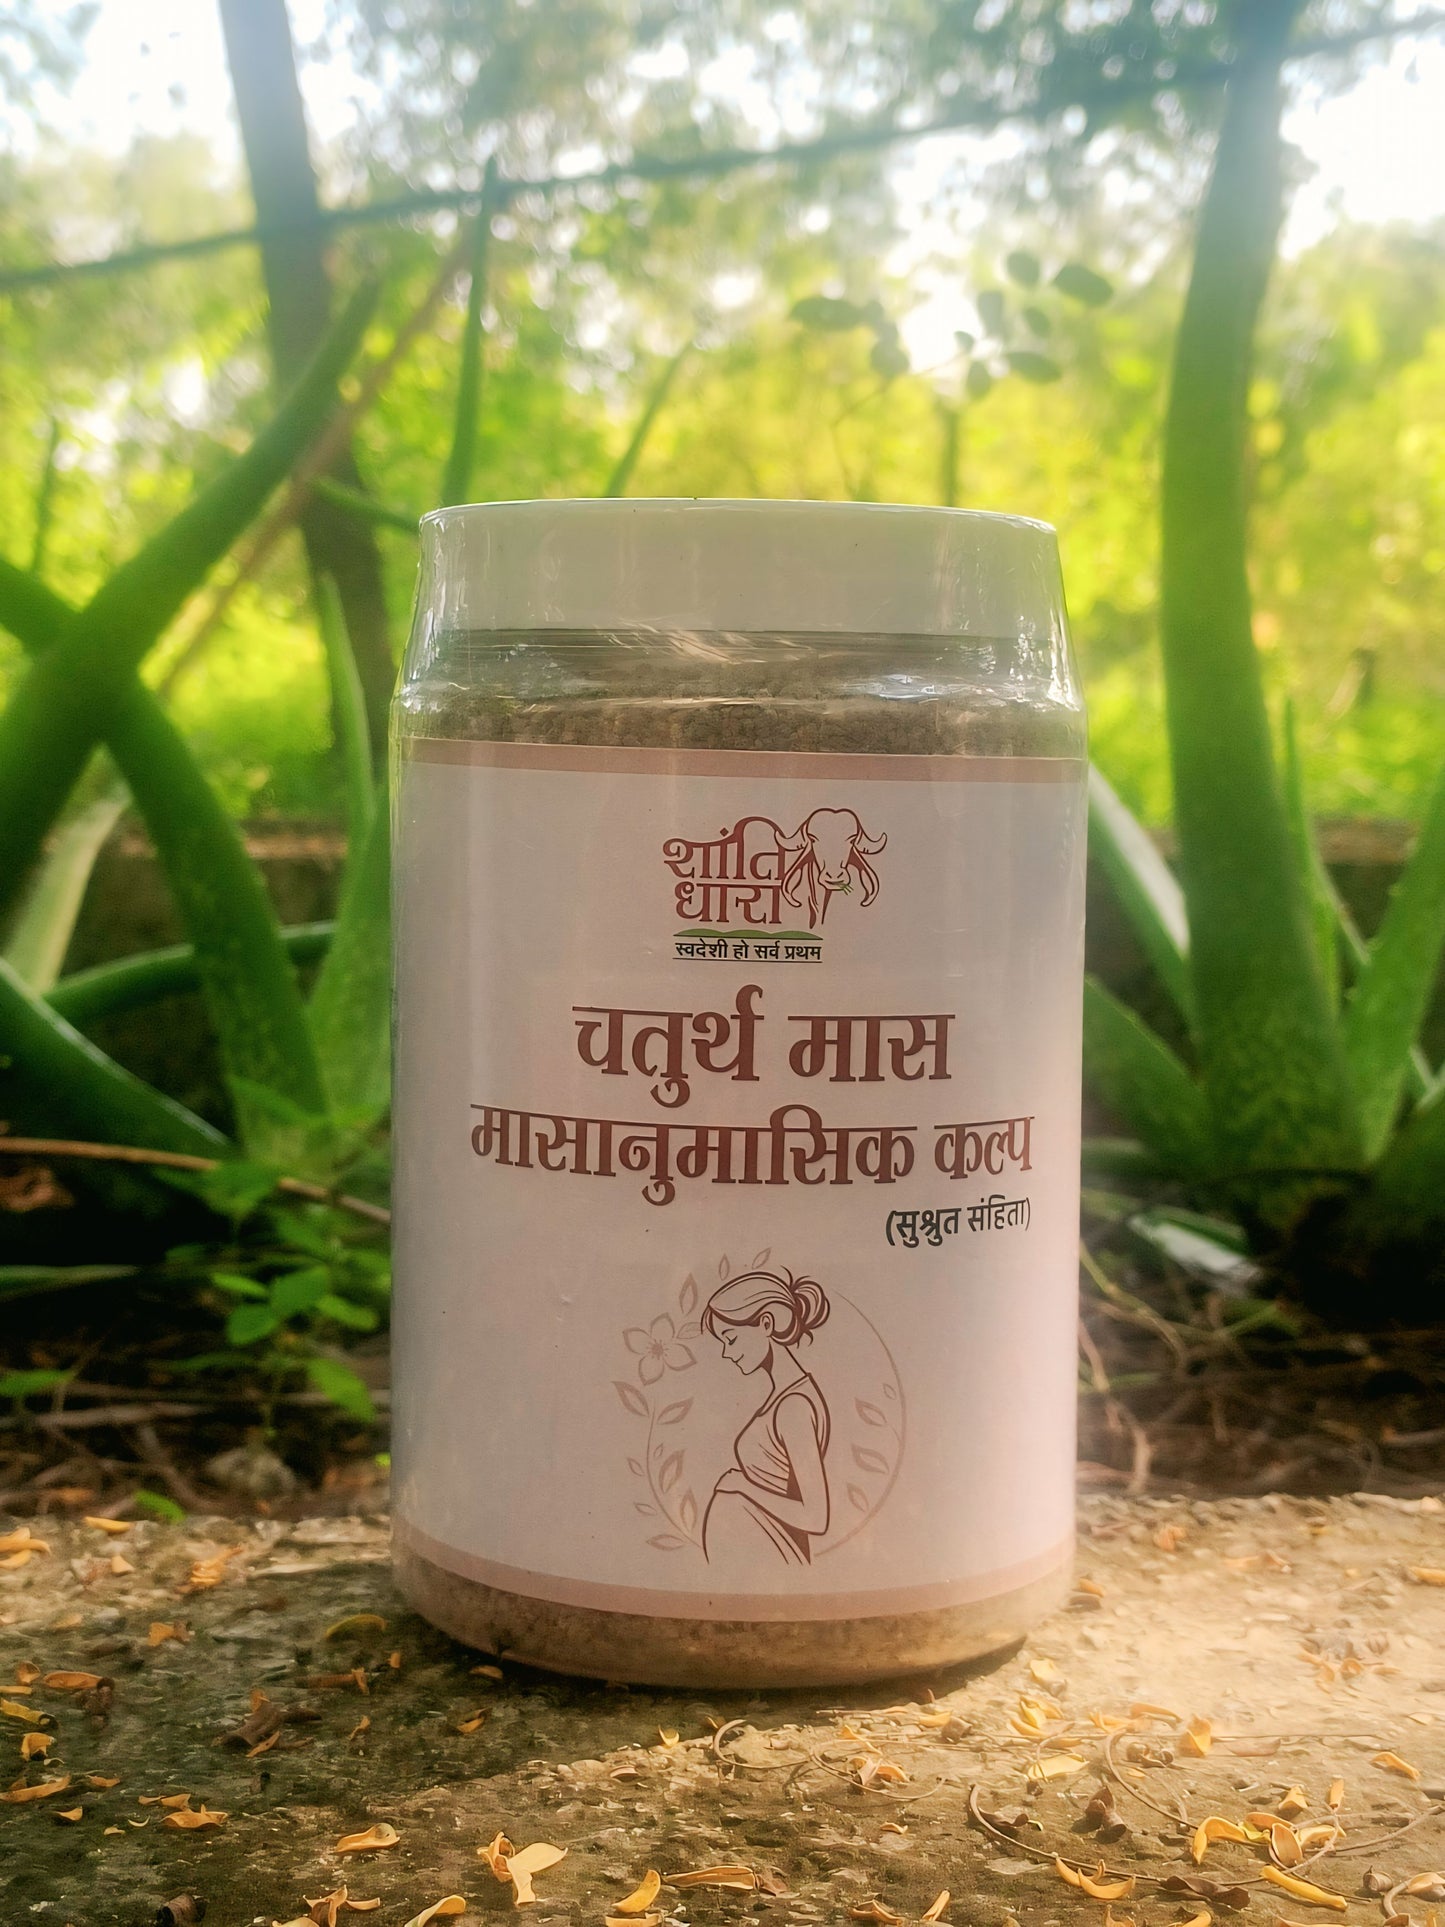 शांति
धारा
स्वदेशी हो सर्व प्रथम
चतुर्थ मास
मासानुमासिक कल्प
(सुश्रुत संहिता)